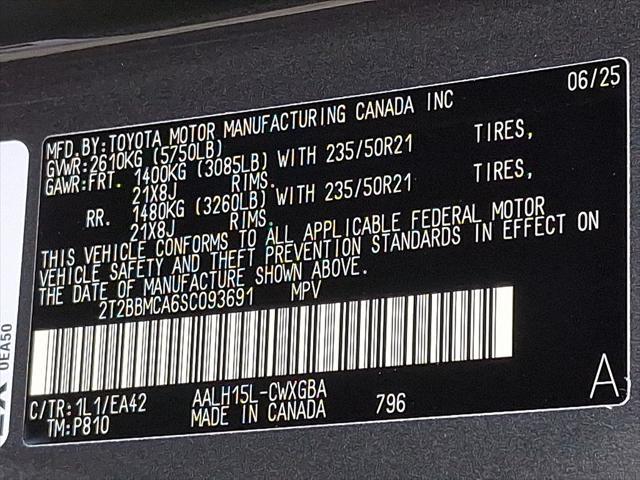 06/25
MFD.BY:TOYOTA MOTOR MANUFACTURING CANADA INC
GVWR:2610KG (5750LB)
GAWR:FRT. 1400KG (3085LB) WITH 235/50R21 TIRES,
21X8J RIMS.
RR. 1480KG (3260LB) WITH 235/50R21 TIRES,
21X8J RIMS.
THIS VEHICLE CONFORMS TO ALL APPLICABLE FEDERAL MOTOR
VEHICLE SAFETY AND THEFT PREVENTION STANDARDS IN EFFECT ON
THE DATE OF MANUFACTURE SHOWN ABOVE.
2T2BBMCA6SC093691 MPV
C/TR:1L1/EA42 AALH15L-CWXGBA
TM:P810 MADE IN CANADA 796
A
0EA50